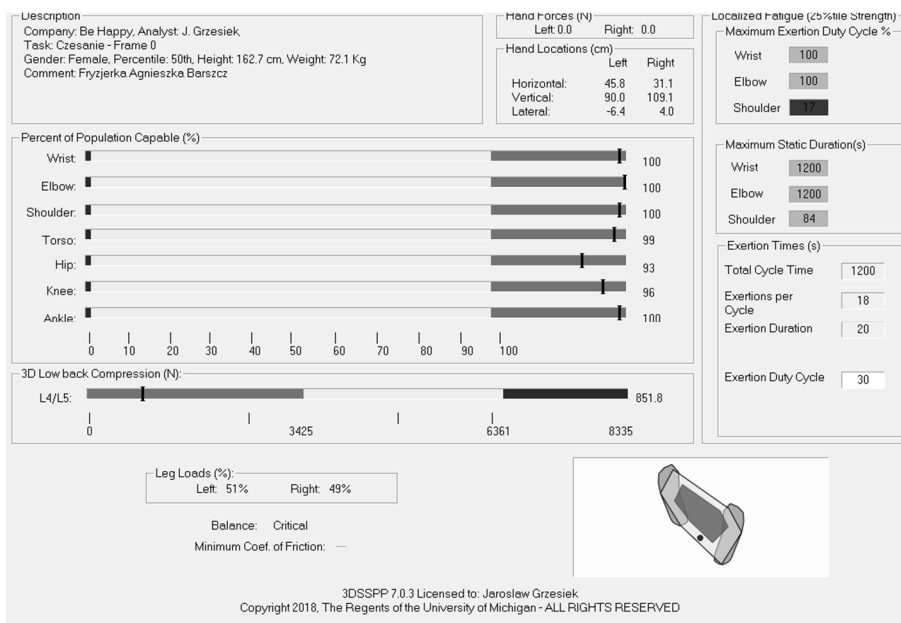 Description
Company: Be Happy, Analyst: J. Grzesiek,
Task: Czesanie - Frame 0
Gender: Female, Percentile: 50th, Height: 162.7 cm, Weight: 72.1 Kg
Comment: Fryzjerka Agnieszka Barszcz
Hand Forces (N)
Left: 0.0 Right: 0.0
Hand Locations (cm)
Left Right
Horizontal: 45.8 31.1
Vertical: 90.0 109.1
Lateral: -6.4 4.0
Localized Fatigue (25%tile Strength)
Maximum Exertion Duty Cycle %
Wrist 100
Elbow 100
Shoulder 17
Percent of Population Capable (%)
Wrist: 100
Elbow: 100
Shoulder: 100
Torso: 99
Hip: 93
Knee: 96
Ankle: 100
0 10 20 30 40 50 60 70 80 90 100
Maximum Static Duration(s)
Wrist 1200
Elbow 1200
Shoulder 84
Exertion Times (s)
Total Cycle Time 1200
Exertions per
Cycle 18
Exertion Duration 20
Exertion Duty Cycle 30
3D Low back Compression (N):
L4/L5: 851.8
0 3425 6361 8335
Leg Loads (%):
Left: 51% Right: 49%
Balance: Critical
Minimum Coef. of Friction: —
3DSSPP 7.0.3 Licensed to: Jaroslaw Grzesiek
Copyright 2018, The Regents of the University of Michigan - ALL RIGHTS RESERVED